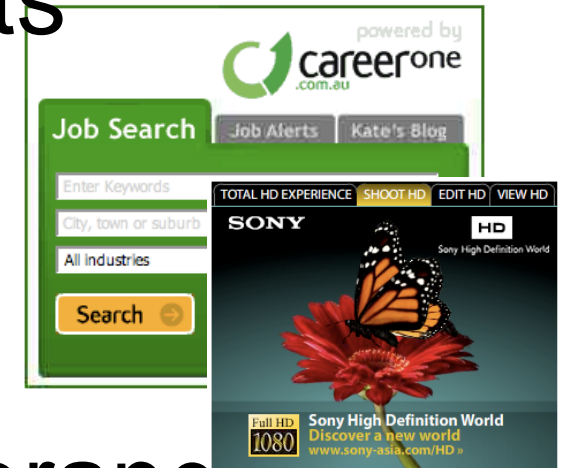 powered by
careerone
.com.au
Job Search
Job Alerts
Kate's Blog
Enter Keywords
City, town or suburb
All industries
Search
TOTAL HD EXPERIENCE
SHOOT HD
EDIT HD
VIEW HD
SONY
HD
Sony High Definition World
Full HD
1080
Sony High Definition World
Discover a new world
www.sony-asia.com/HD »